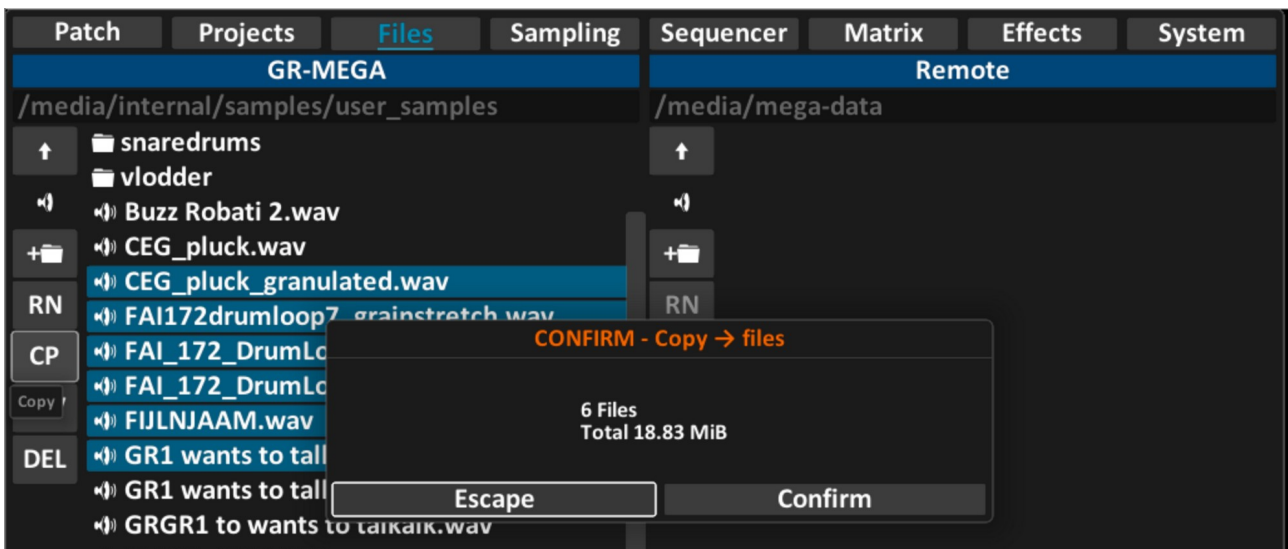 Patch Projects Files Sampling Sequencer Matrix Effects System
GR-MEGA Remote
/media/internal/samples/user_samples /media/mega-data
snaredrums
vlodder
Buzz Robati 2.wav
CEG_pluck.wav
CEG_pluck_granulated.wav
RN FAI172drumloop7_grainstretch.wav RN
CONFIRM - Copy → files
CP FAI_172_DrumLo
FAI_172_DrumLo
Copy
6 Files
FIJLNJAAM.wav
Total 18.83 MiB
DEL GR1 wants to tall
GR1 wants to tall
Escape Confirm
GRGR1 to wants to talkalk.wav